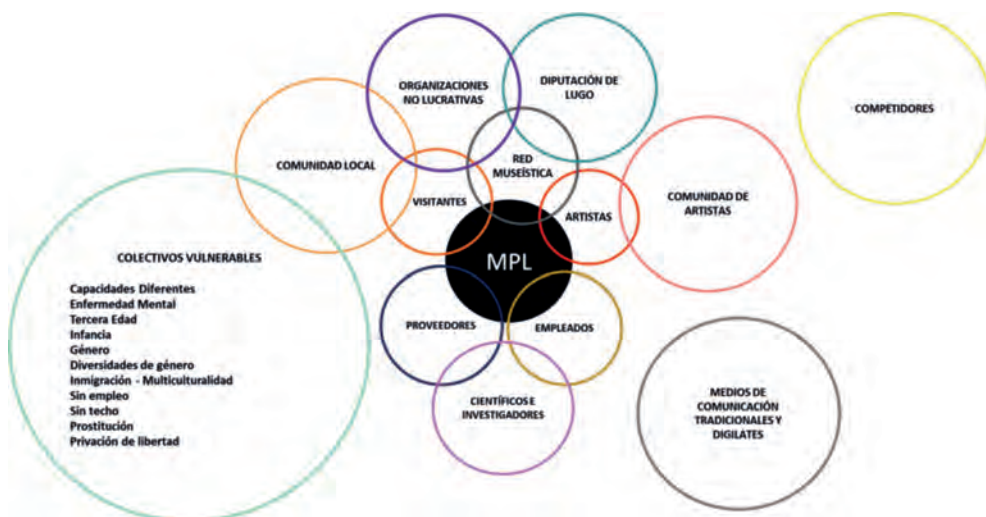 ORGANIZACIONES
NO LUCRATIVAS
DIPUTACIÓN DE
LUGO
COMPETIDORES
COMUNIDAD LOCAL
RED
MUSEÍSTICA
VISITANTES
ARTISTAS
COMUNIDAD DE
ARTISTAS
MPL
COLECTIVOS VULNERABLES
Capacidades Diferentes
Enfermedad Mental
Tercera Edad
Infancia
Género
Diversidades de género
Inmigración - Multiculturalidad
Sin empleo
Sin techo
Prostitución
Privación de libertad
PROVEEDORES
EMPLEADOS
CIENTÍFICOS E
INVESTIGADORES
MEDIOS DE
COMUNICACIÓN
TRADICIONALES Y
DIGILATES